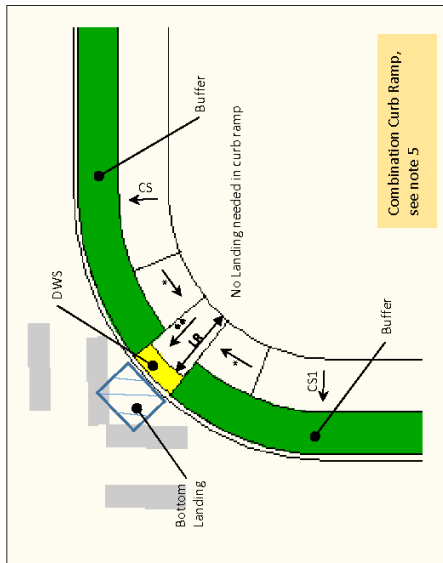 Buffer
CS
DWS
No Landing needed in curb ramp
*
**
LR
*
CS1
Bottom
Landing
Buffer
Combination Curb Ramp,
see note 5